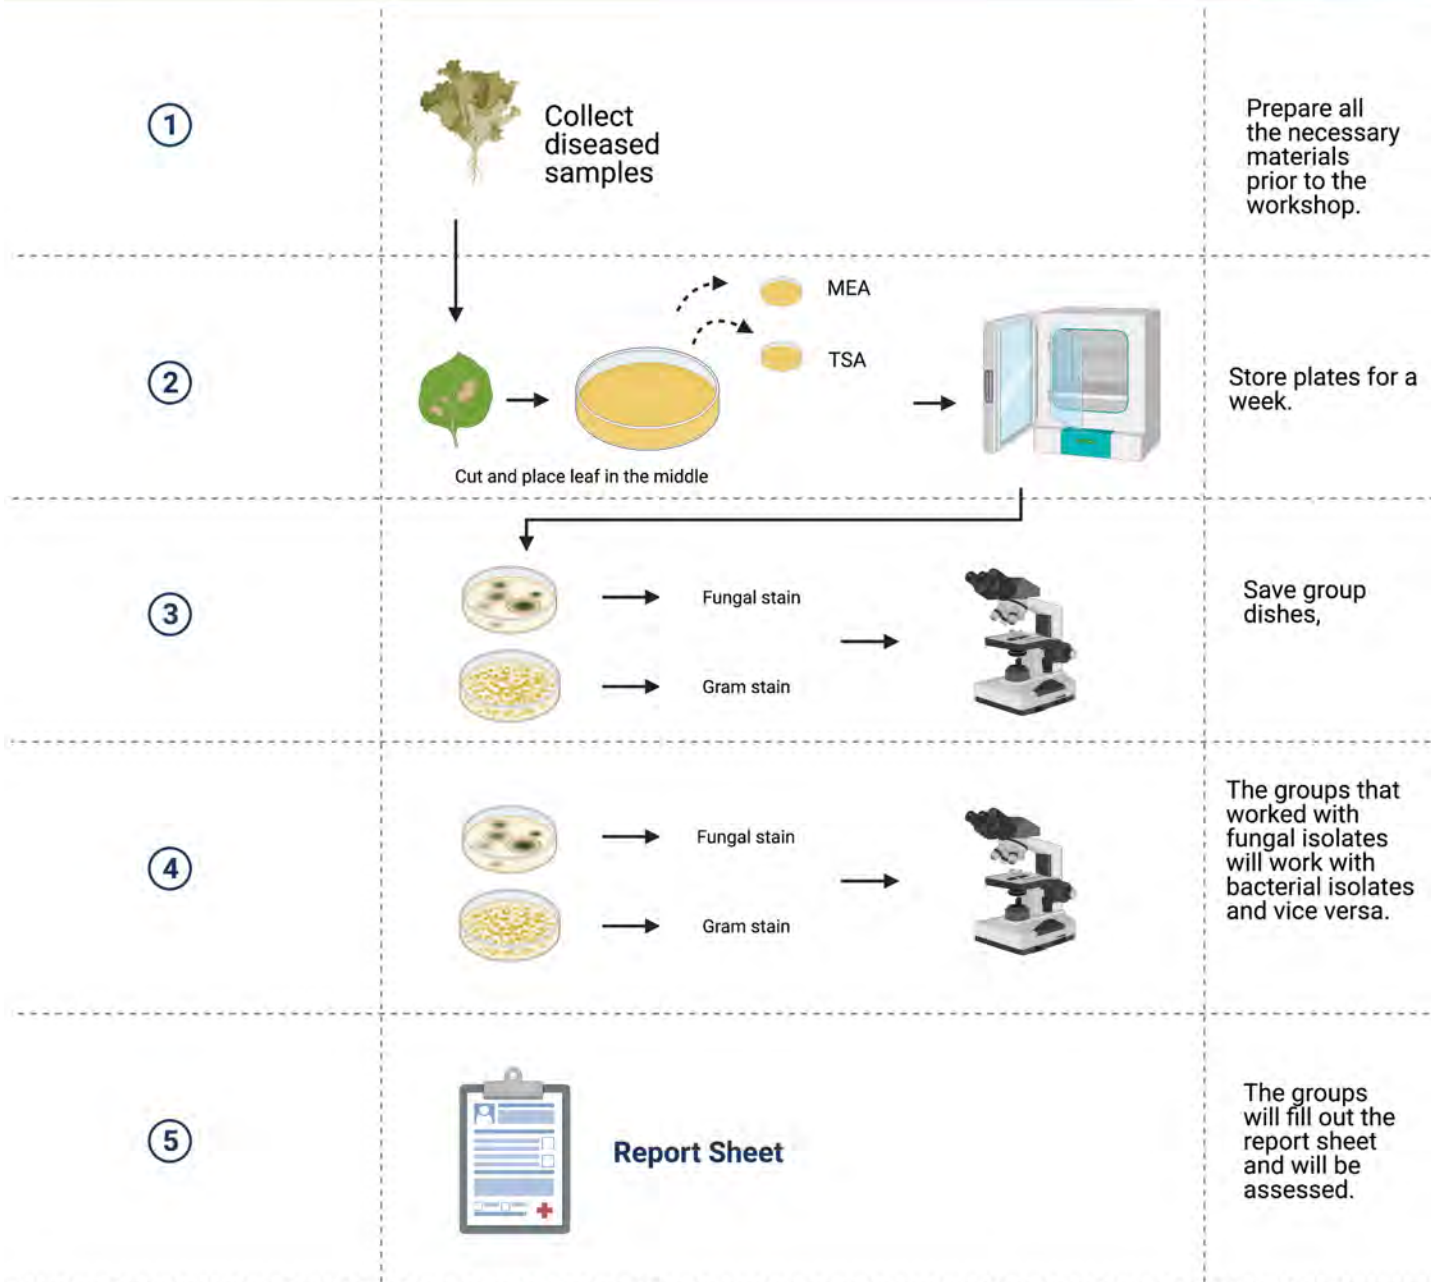 1
Collect
diseased
samples
Prepare all
the necessary
materials
prior to the
workshop.
2
MEA
TSA
Cut and place leaf in the middle
Store plates for a
week.
3
Fungal stain
Gram stain
Save group
dishes,
4
Fungal stain
Gram stain
The groups that
worked with
fungal isolates
will work with
bacterial isolates
and vice versa.
5
Report Sheet
The groups
will fill out the
report sheet
and will be
assessed.